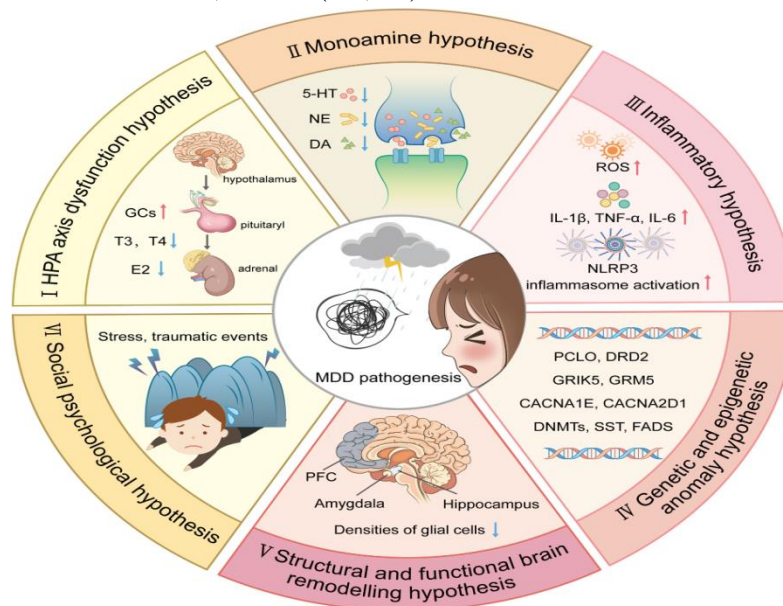 Ⅰ HPA axis dysfunction hypothesis
hypothalamus
GCs ↑
pituitaryl
T3, T4 ↓
E2 ↓
adrenal
Ⅱ Monoamine hypothesis
5-HT ↓
NE ↓
DA ↓
Ⅲ Inflammatory hypothesis
ROS ↑
IL-1β, TNF-α, IL-6 ↑
NLRP3
inflammasome activation ↑
Ⅳ Genetic and epigenetic
anomaly hypothesis
PCLO, DRD2
GRIK5, GRM5
CACNA1E, CACNA2D1
DNMTs, SST, FADS
PFC
Amygdala
Hippocampus
Densities of glial cells ↓
Ⅴ Structural and functional brain
remodelling hypothesis
Ⅵ Social psychological hypothesis
Stress, traumatic events
MDD pathogenesis